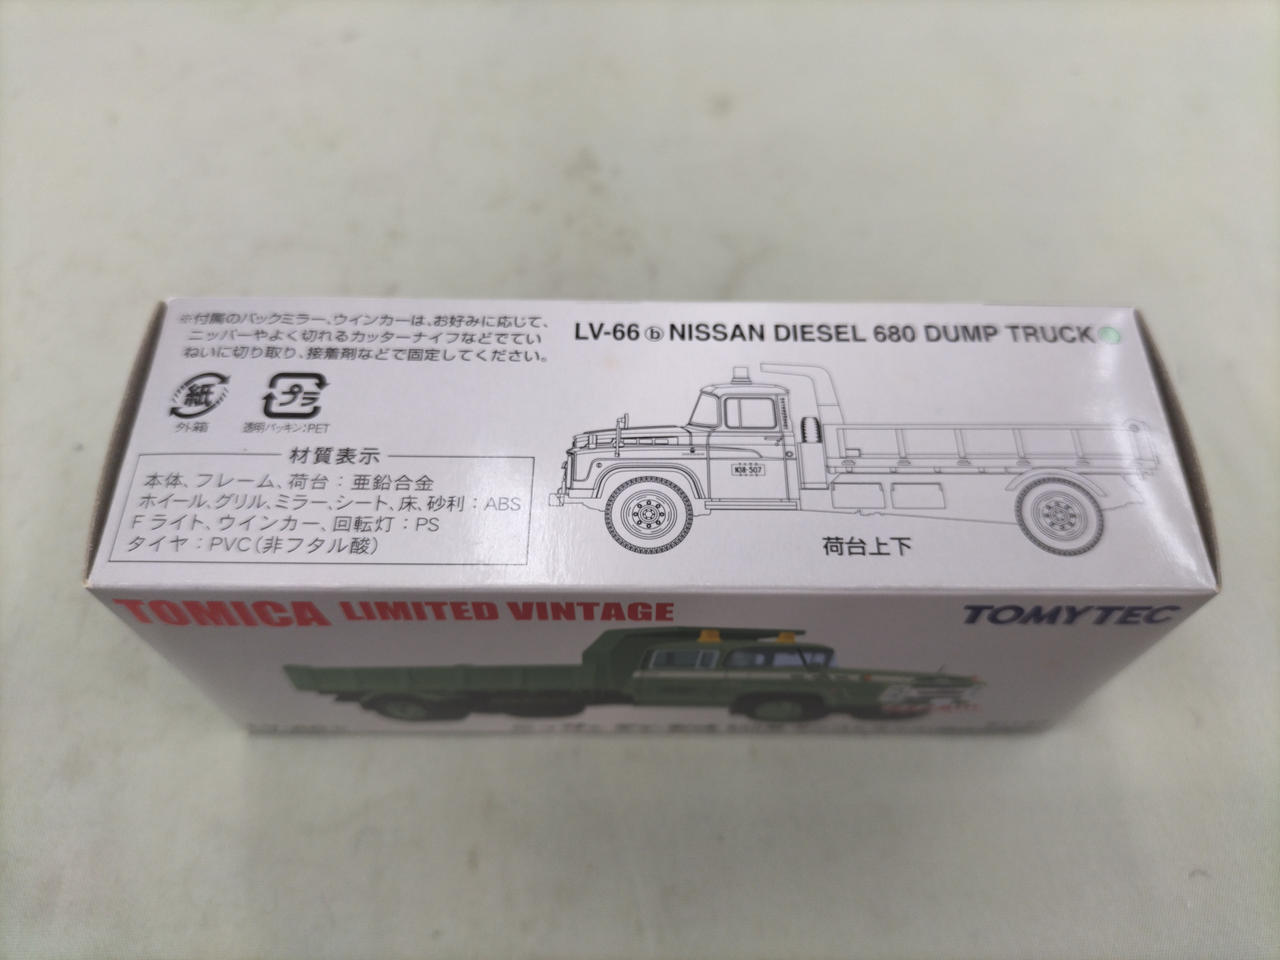 ※付属のバックミラー、ウインカーは、お好みに応じて、
ニッパーやよく切れるカッターナイフなどでてい
ねいに切り取り、接着剤などで固定してください。
紙
外箱
プラ
透明パッキン:PET
材質表示
本体、フレーム、荷台：亜鉛合金
ホイール、グリル、ミラー、シート、床、砂利：ABS
Fライト、ウインカー、回転灯：PS
タイヤ：PVC（非フタル酸）
LV-66 ⓑ NISSAN DIESEL 680 DUMP TRUCK
荷台上下
TOMICA LIMITED VINTAGE
TOMYTEC